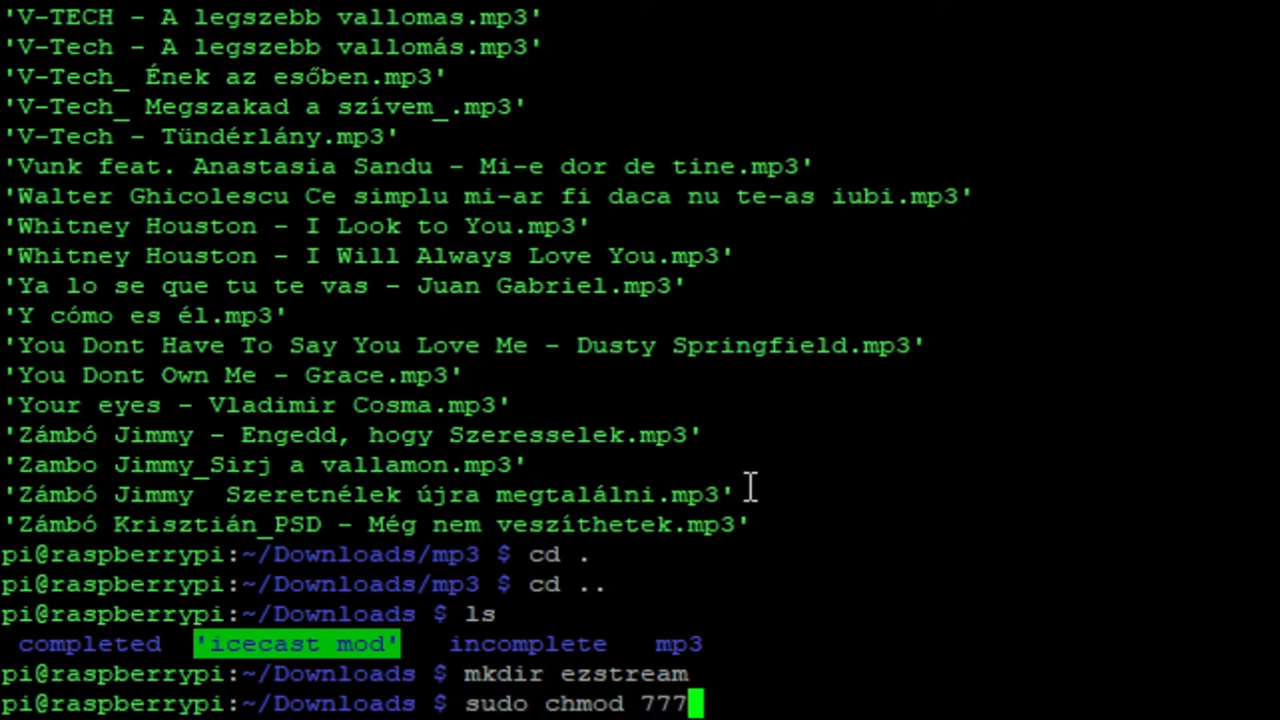 'V-TECH - A legszebb vallomas.mp3'
'V-Tech - A legszebb vallomás.mp3'
'V-Tech_ Ének az esőben.mp3'
'V-Tech_ Megszakad a szívem_.mp3'
'V-Tech - Tündérlány.mp3'
'Vunk feat. Anastasia Sandu - Mi-e dor de tine.mp3'
'Walter Ghicolescu Ce simplu mi-ar fi daca nu te-as iubi.mp3'
'Whitney Houston - I Look to You.mp3'
'Whitney Houston - I Will Always Love You.mp3'
'Ya lo se que tu te vas - Juan Gabriel.mp3'
'Y cómo es él.mp3'
'You Dont Have To Say You Love Me - Dusty Springfield.mp3'
'You Dont Own Me - Grace.mp3'
'Your eyes - Vladimir Cosma.mp3'
'Zámbó Jimmy - Engedd, hogy Szeresselek.mp3'
'Zambo Jimmy_Sirj a vallamon.mp3'
'Zámbó Jimmy  Szeretnélek újra megtalálni.mp3'
'Zámbó Krisztián_PSD - Még nem veszíthetek.mp3'
pi@raspberrypi:~/Downloads/mp3 $ cd .
pi@raspberrypi:~/Downloads/mp3 $ cd ..
pi@raspberrypi:~/Downloads $ ls
completed  'icecast mod'  incomplete  mp3
pi@raspberrypi:~/Downloads $ mkdir ezstream
pi@raspberrypi:~/Downloads $ sudo chmod 777